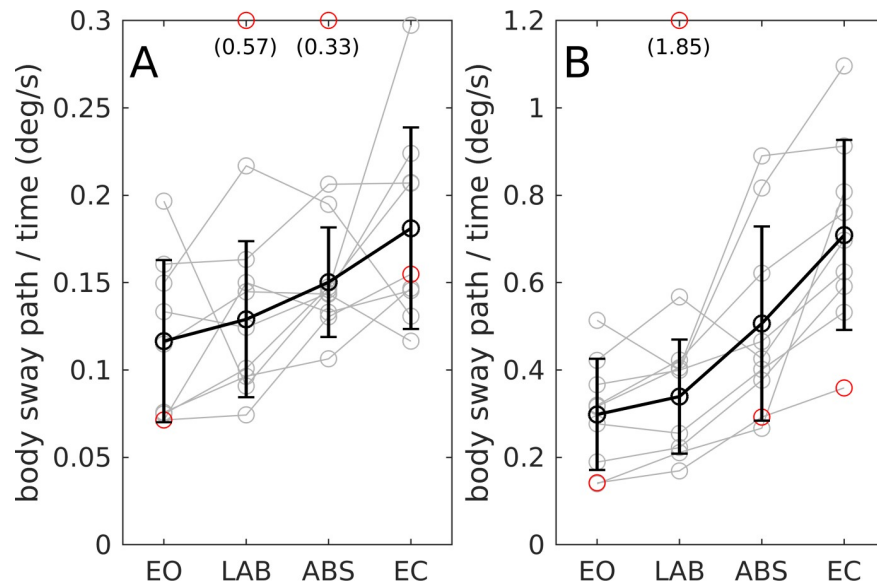 A
body sway path / time (deg/s)
0.3
0.25
0.2
0.15
0.1
0.05
0
(0.57)
(0.33)
EO
LAB
ABS
EC
B
body sway path / time (deg/s)
1.2
1
0.8
0.6
0.4
0.2
0
(1.85)
EO
LAB
ABS
EC